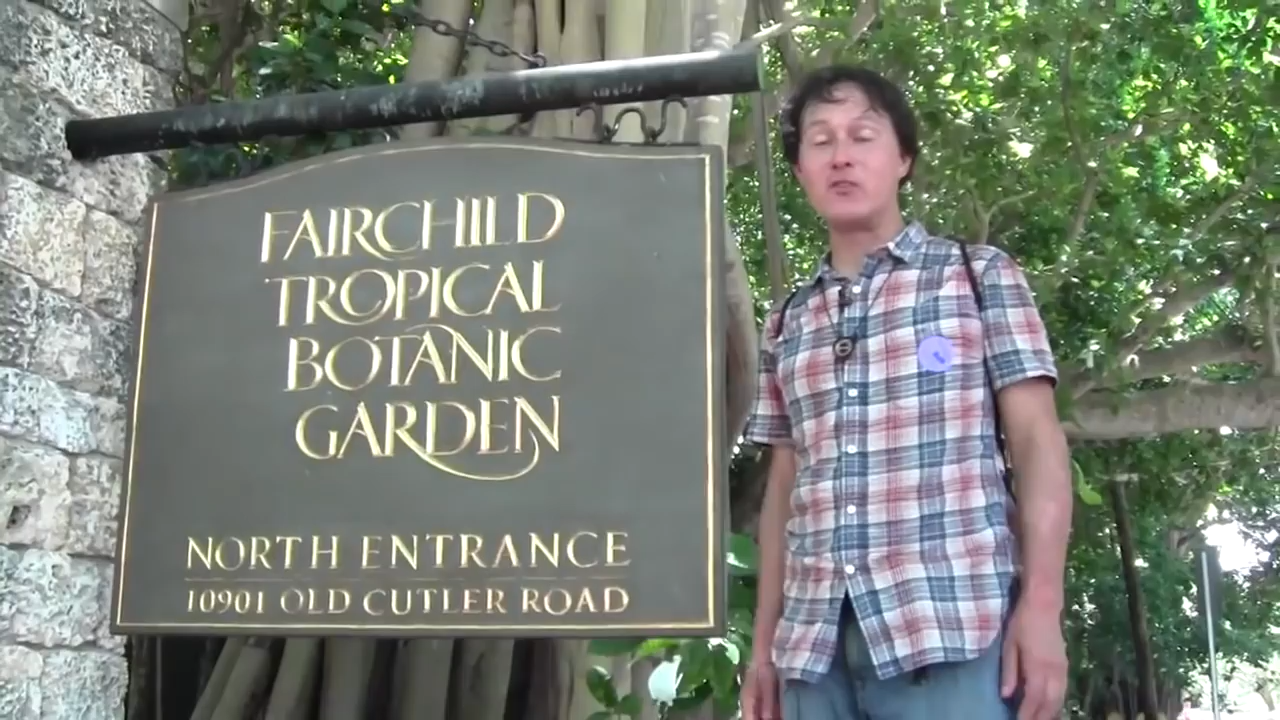 FAIRCHILD
TROPICAL
BOTANIC
GARDEN
NORTH ENTRANCE
10901 OLD CUTLER ROAD